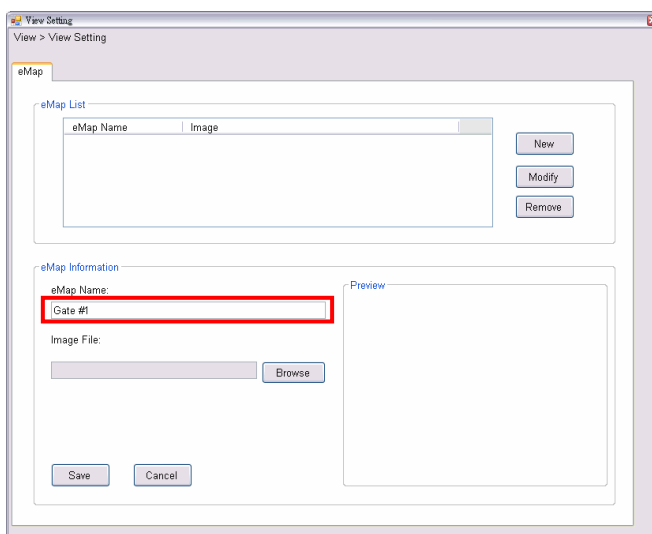 View Setting
View > View Setting
eMap
eMap List
eMap Name Image
New
Modify
Remove
eMap Information
eMap Name:
Gate #1
Image File:
Browse
Save Cancel
Preview